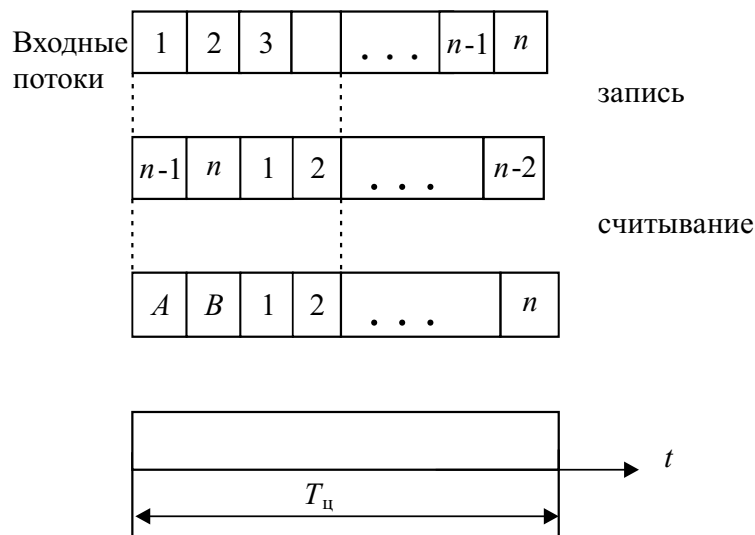 Входные потоки
1 2 3 . . . n-1 n
запись
n-1 n 1 2 . . . n-2
считывание
A B 1 2 . . . n
t
Tц